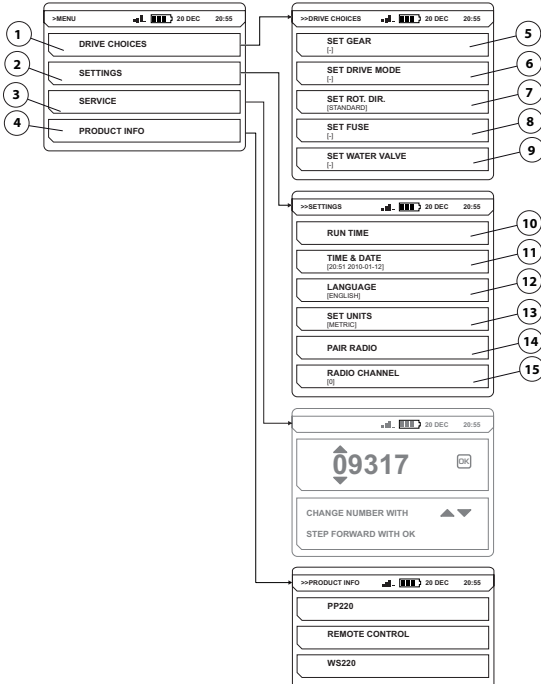 >MENU 20 DEC 20:55
1
DRIVE CHOICES
2
SETTINGS
3
SERVICE
4
PRODUCT INFO
>>DRIVE CHOICES 20 DEC 20:55
SET GEAR
[-]
5
SET DRIVE MODE
[-]
6
SET ROT. DIR.
[STANDARD]
7
SET FUSE
[-]
8
SET WATER VALVE
[-]
9
>>SETTINGS 20 DEC 20:55
RUN TIME
10
TIME & DATE
[20:51 2010-01-12]
11
LANGUAGE
[ENGLISH]
12
SET UNITS
[METRIC]
13
PAIR RADIO
14
RADIO CHANNEL
[0]
15
20 DEC 20:55
09317 OK
CHANGE NUMBER WITH
STEP FORWARD WITH OK
>>PRODUCT INFO 20 DEC 20:55
PP220
REMOTE CONTROL
WS220